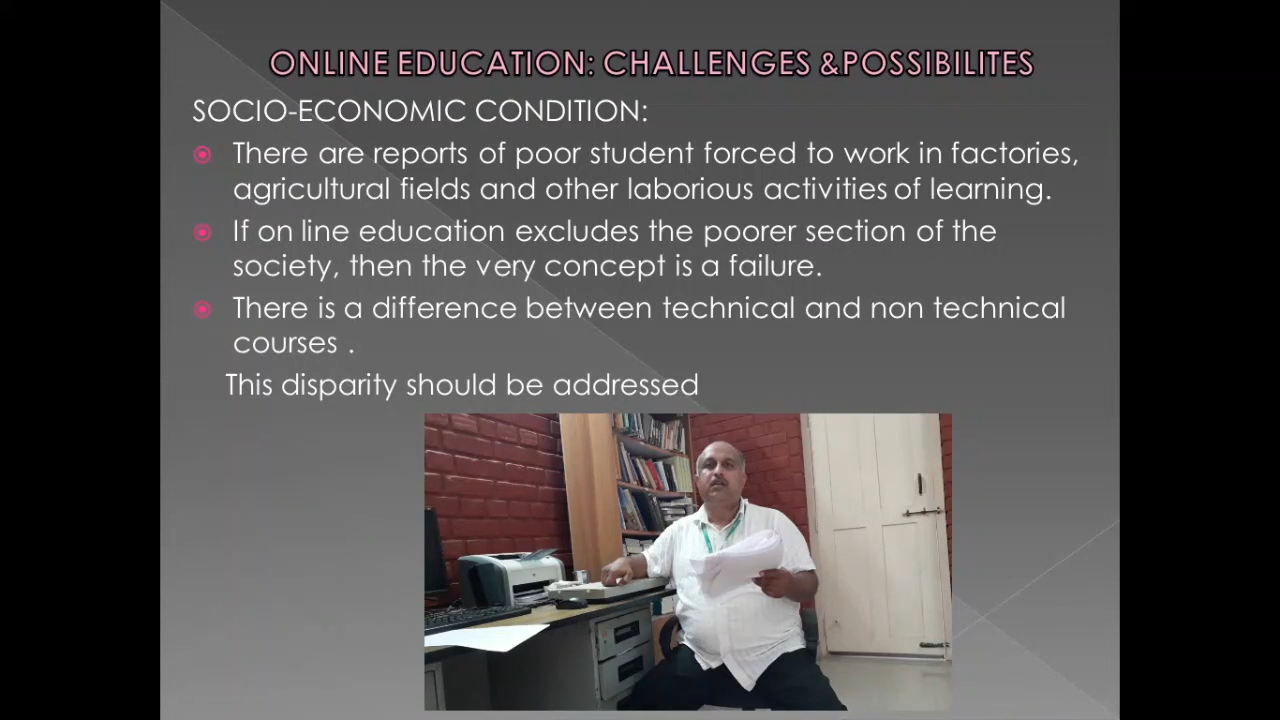 ONLINE EDUCATION: CHALLENGES &POSSIBILITES
SOCIO-ECONOMIC CONDITION:
There are reports of poor student forced to work in factories,
agricultural fields and other laborious activities of learning.
If on line education excludes the poorer section of the
society, then the very concept is a failure.
There is a difference between technical and non technical
courses .
This disparity should be addressed